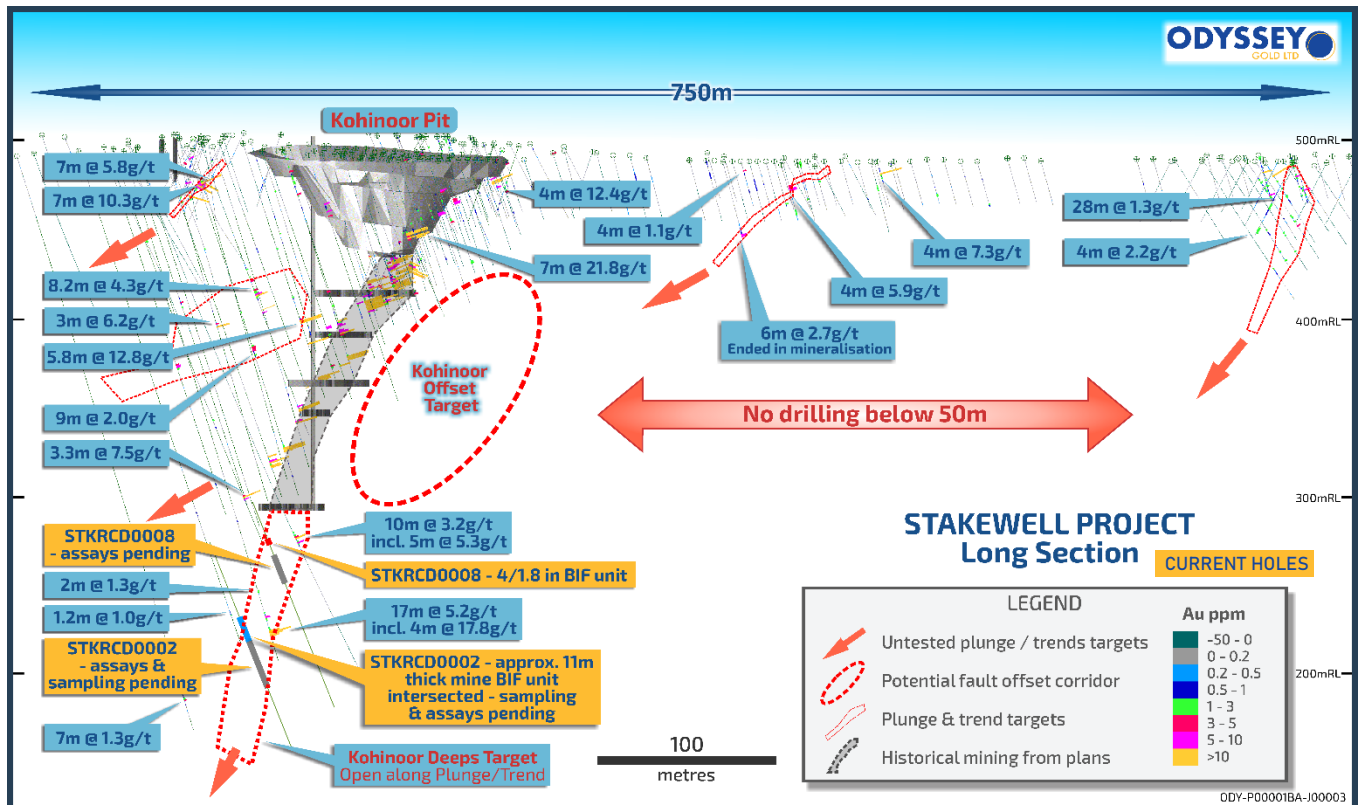 ODYSSEY
GOLD LTD
750m
Kohinoor Pit
500mRL
7m @ 5.8g/t
7m @ 10.3g/t
4m @ 12.4g/t
4m @ 1.1g/t
7m @ 21.8g/t
28m @ 1.3g/t
4m @ 7.3g/t
4m @ 2.2g/t
8.2m @ 4.3g/t
4m @ 5.9g/t
3m @ 6.2g/t
400mRL
6m @ 2.7g/t
Ended in mineralisation
5.8m @ 12.8g/t
Kohinoor
Offset
Target
No drilling below 50m
9m @ 2.0g/t
3.3m @ 7.5g/t
300mRL
STKRCD0008
- assays pending
10m @ 3.2g/t
incl. 5m @ 5.3g/t
STKRCD0008 - 4/1.8 in BIF unit
2m @ 1.3g/t
1.2m @ 1.0g/t
17m @ 5.2g/t
incl. 4m @ 17.8g/t
STKRCD0002
- assays &
sampling pending
STKRCD0002 - approx. 11m
thick mine BIF unit
intersected - sampling
& assays pending
7m @ 1.3g/t
Kohinoor Deeps Target
Open along Plunge/Trend
100
metres
STAKEWELL PROJECT
Long Section
CURRENT HOLES
LEGEND
Untested plunge / trends targets
Potential fault offset corridor
Plunge & trend targets
Historical mining from plans
Au ppm
-50 - 0
0 - 0.2
0.2 - 0.5
0.5 - 1
1 - 3
3 - 5
5 - 10
>10
200mRL
ODY-P00001BA-J00003